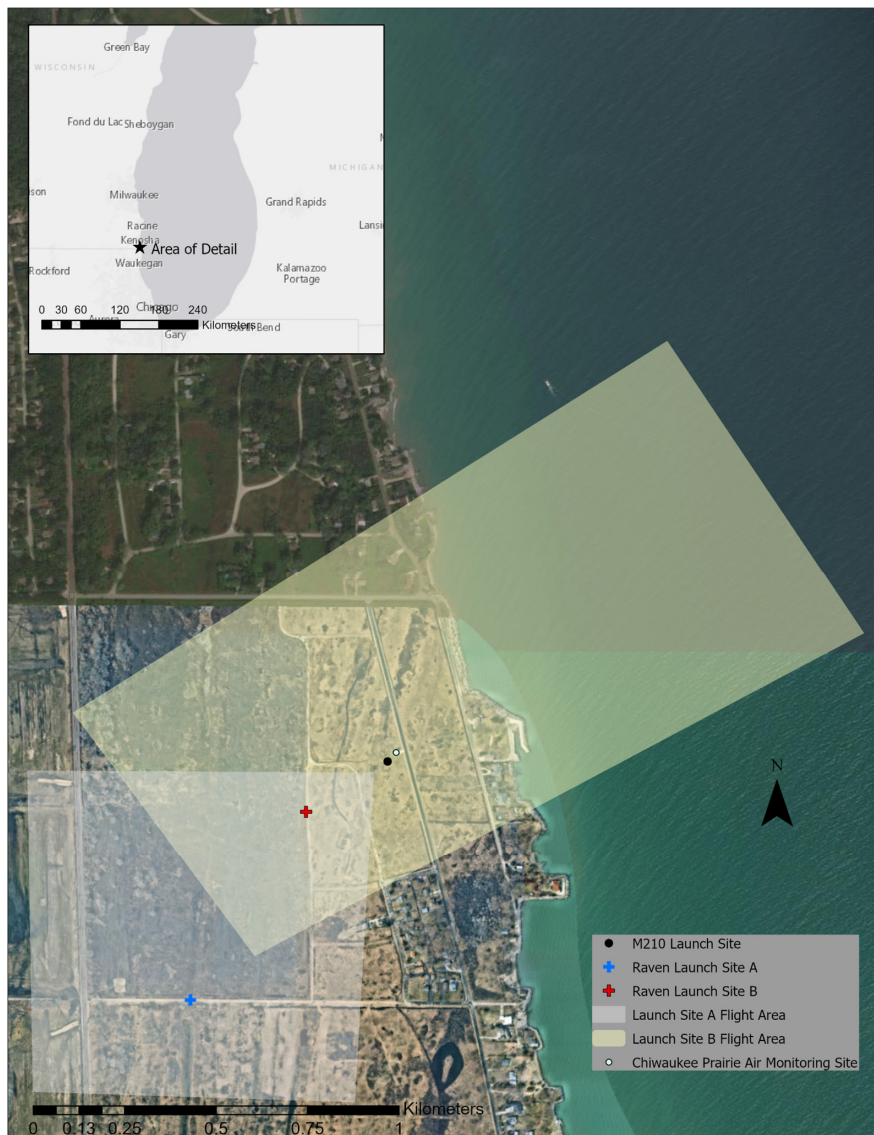 Green Bay
WISCONSIN
Fond du Lac Sheboygan
MICHIGAN
Milwaukee
Grand Rapids
Racine
Kenosha
Area of Detail
Waukegan
Rockford
Kalamazoo
Portage
Chicago
0 30 60 120 180 240
Kilometers
South Bend
Gary
N
M210 Launch Site
Raven Launch Site A
Raven Launch Site B
Launch Site A Flight Area
Launch Site B Flight Area
Chiwaukee Prairie Air Monitoring Site
Kilometers
0 0.13 0.25 0.5 0.75 1